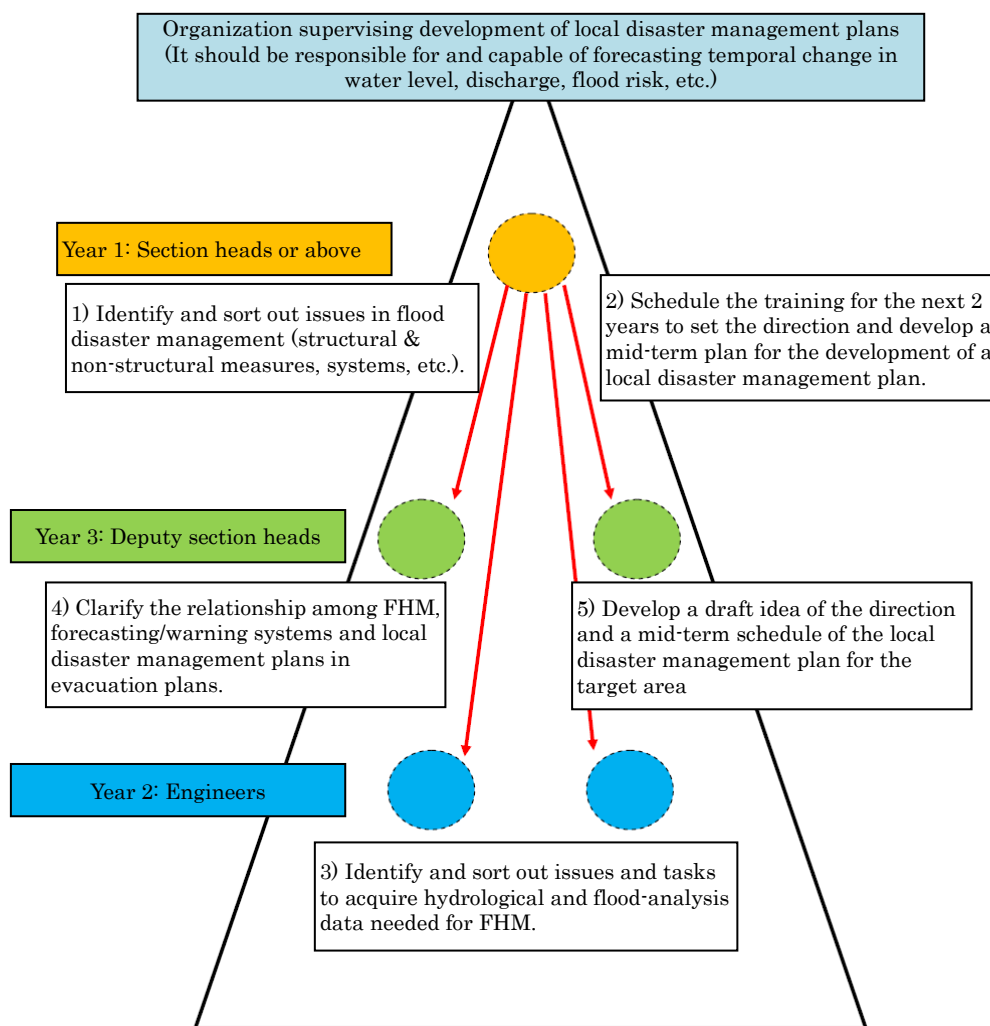 Organization supervising development of local disaster management plans
(It should be responsible for and capable of forecasting temporal change in
water level, discharge, flood risk, etc.)
Year 1: Section heads or above
1) Identify and sort out issues in flood
disaster management (structural &
non-structural measures, systems, etc.).
2) Schedule the training for the next 2
years to set the direction and develop a
mid-term plan for the development of a
local disaster management plan.
Year 3: Deputy section heads
4) Clarify the relationship among FHM,
forecasting/warning systems and local
disaster management plans in
evacuation plans.
5) Develop a draft idea of the direction
and a mid-term schedule of the local
disaster management plan for the
target area
Year 2: Engineers
3) Identify and sort out issues and tasks
to acquire hydrological and flood-analysis
data needed for FHM.